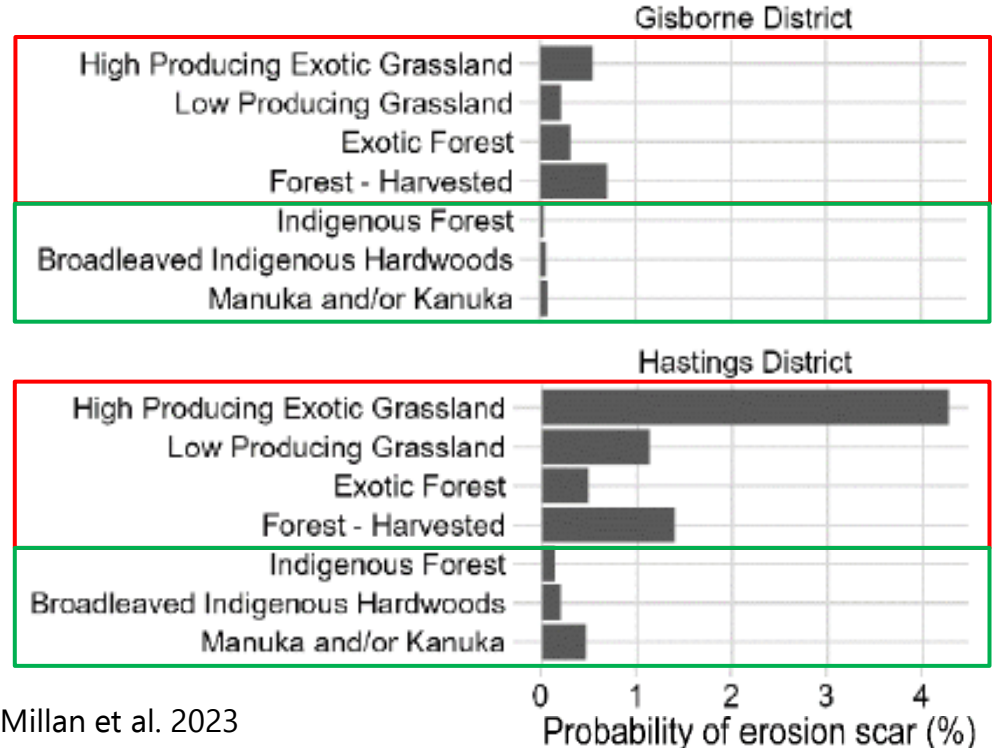 Gisborne District
High Producing Exotic Grassland
Low Producing Grassland
Exotic Forest
Forest - Harvested
Indigenous Forest
Broadleaved Indigenous Hardwoods
Manuka and/or Kanuka
Hastings District
High Producing Exotic Grassland
Low Producing Grassland
Exotic Forest
Forest - Harvested
Indigenous Forest
Broadleaved Indigenous Hardwoods
Manuka and/or Kanuka
0 1 2 3 4
Probability of erosion scar (%)
Millan et al. 2023